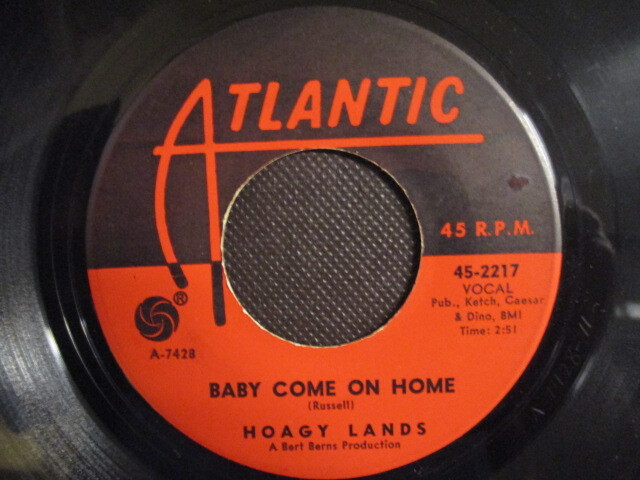 ATLANTIC
45 R.P.M.
45-2217
VOCAL
Pub., Ketch, Caesar
& Dino, BMI
Time: 2:51
®
A-7428
BABY COME ON HOME
(Russell)
HOAGY LANDS
A Bert Berns Production